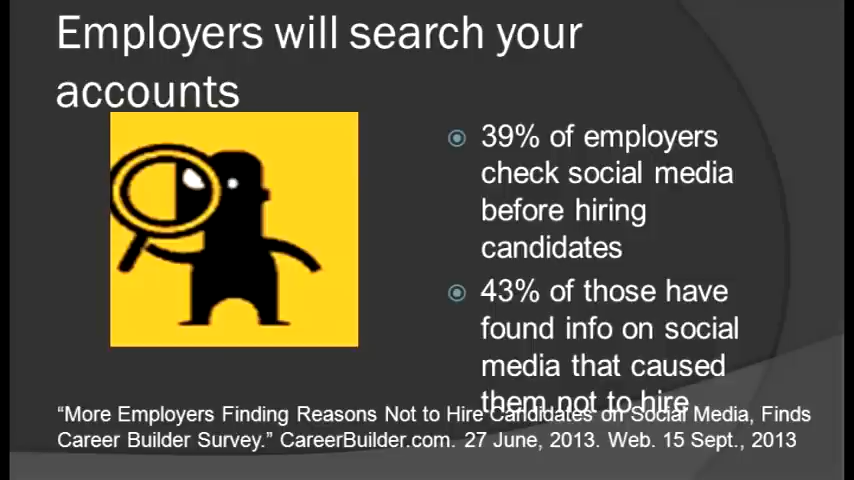 Employers will search your
accounts
39% of employers
check social media
before hiring
candidates
43% of those have
found info on social
media that caused
them not to hire
“More Employers Finding Reasons Not to Hire Candidates on Social Media, Finds
Career Builder Survey.” CareerBuilder.com. 27 June, 2013. Web. 15 Sept., 2013